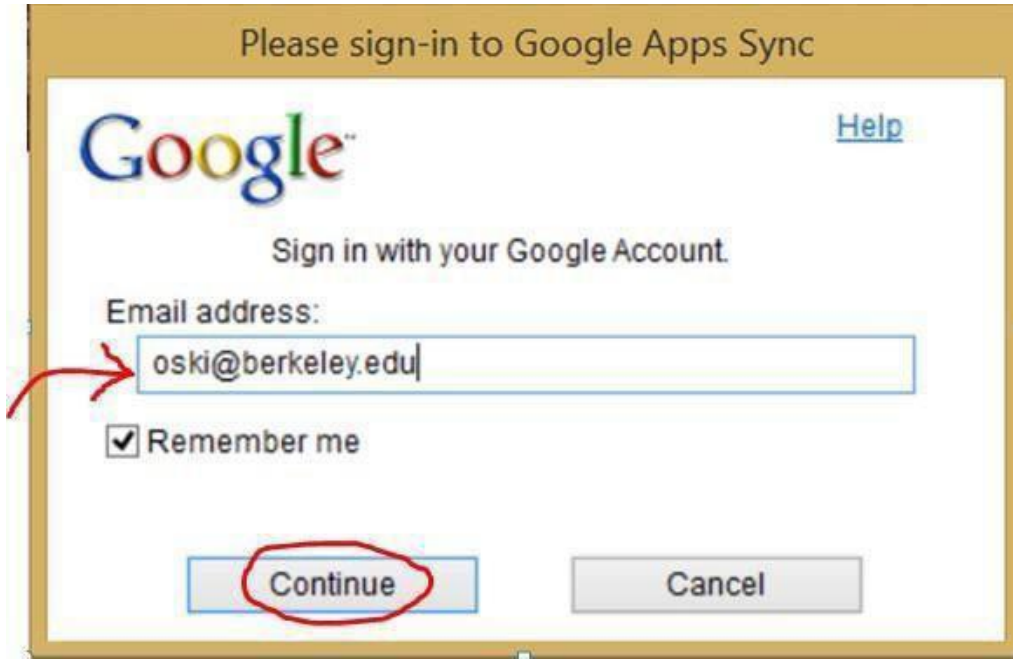 Please sign-in to Google Apps Sync
Google™
Help
Sign in with your Google Account.
Email address:
oski@berkeley.edu
Remember me
Continue
Cancel